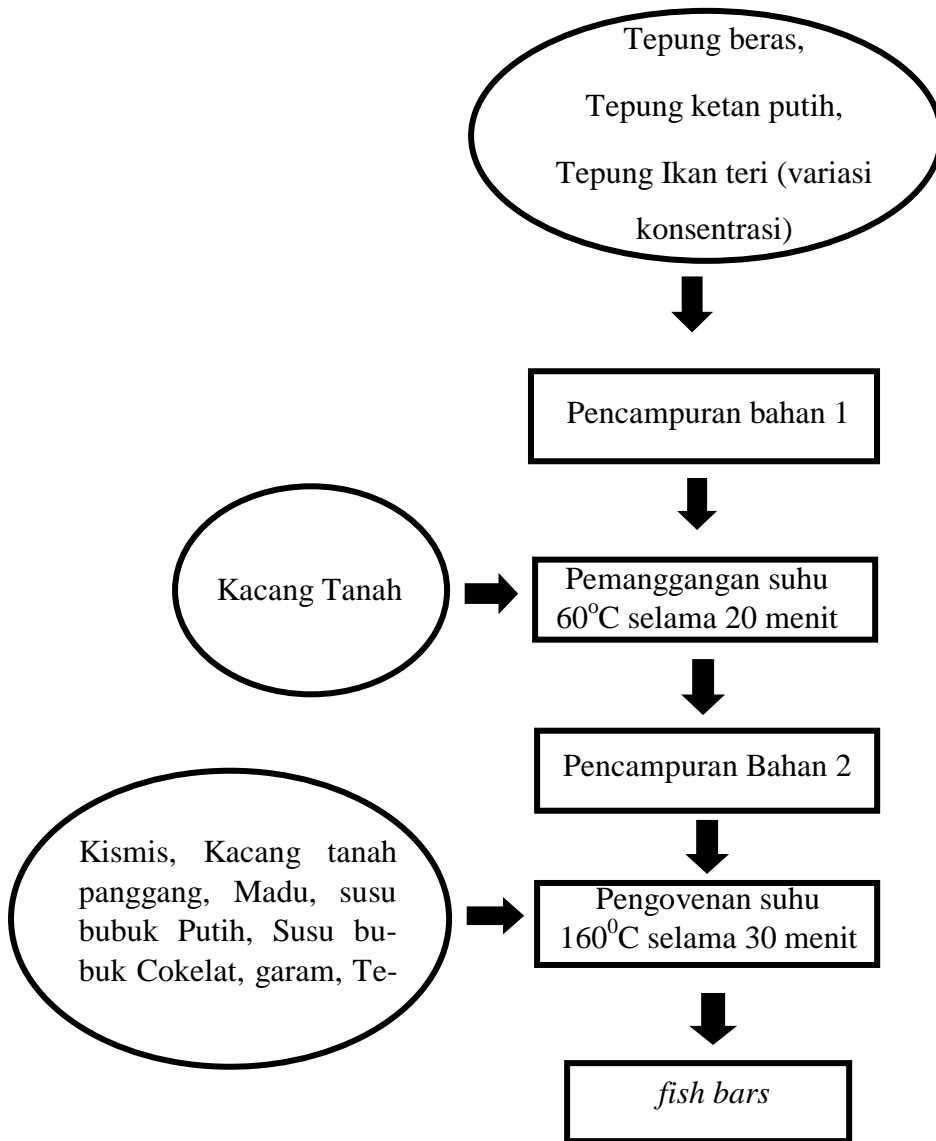 Tepung beras,
Tepung ketan putih,
Tepung Ikan teri (variasi
konsentrasi)
Pencampuran bahan 1
Kacang Tanah
Pemanggangan suhu
60°C selama 20 menit
Pencampuran Bahan 2
Kismis, Kacang tanah
panggang, Madu, susu
bubuk Putih, Susu bu-
buk Cokelat, garam, Te-
Pengovenan suhu
160⁰C selama 30 menit
fish bars